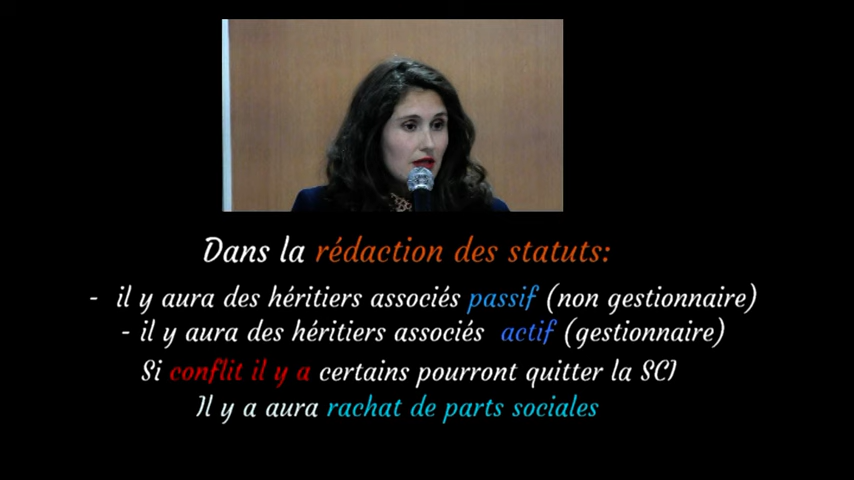 Dans la rédaction des statuts:
- il y aura des héritiers associés passif (non gestionnaire)
- il y aura des héritiers associés actif (gestionnaire)
Si conflit il y a certains pourront quitter la SCI
Il y a aura rachat de parts sociales